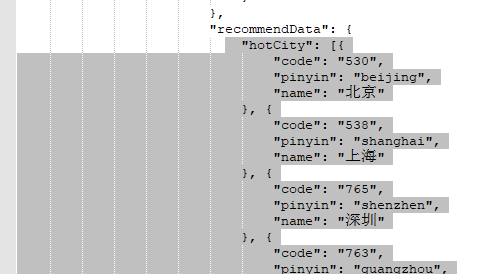 },
"recommendData": {
"hotCity": [{
"code": "530",
"pinyin": "beijing",
"name": "北京"
}, {
"code": "538",
"pinyin": "shanghai",
"name": "上海"
}, {
"code": "765",
"pinyin": "shenzhen",
"name": "深圳"
}, {
"code": "763",
"pinyin": "guangzhou",